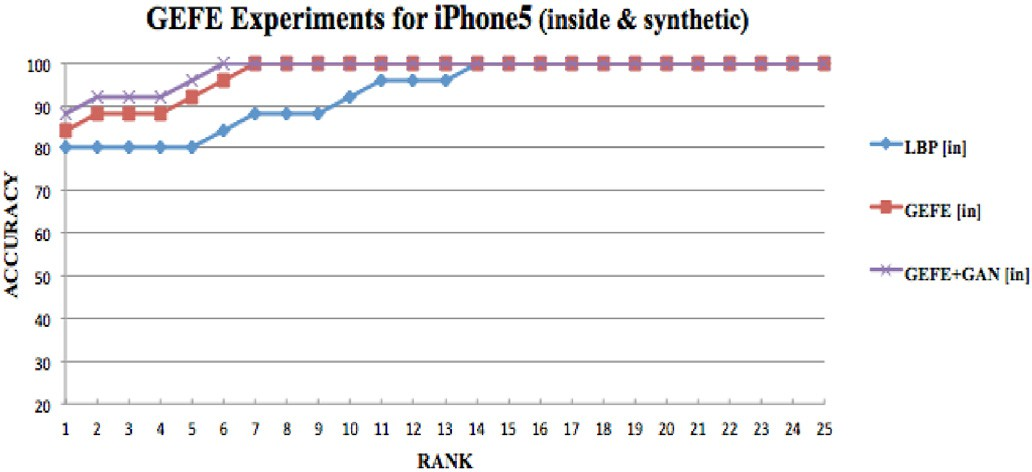 GEFE Experiments for iPhone5 (inside & synthetic)
100
90
80
70
60
50
40
30
20
ACCURACY
1 2 3 4 5 6 7 8 9 10 11 12 13 14 15 16 17 18 19 20 21 22 23 24 25
RANK
LBP [in]
GEFE [in]
GEFE+GAN [in]